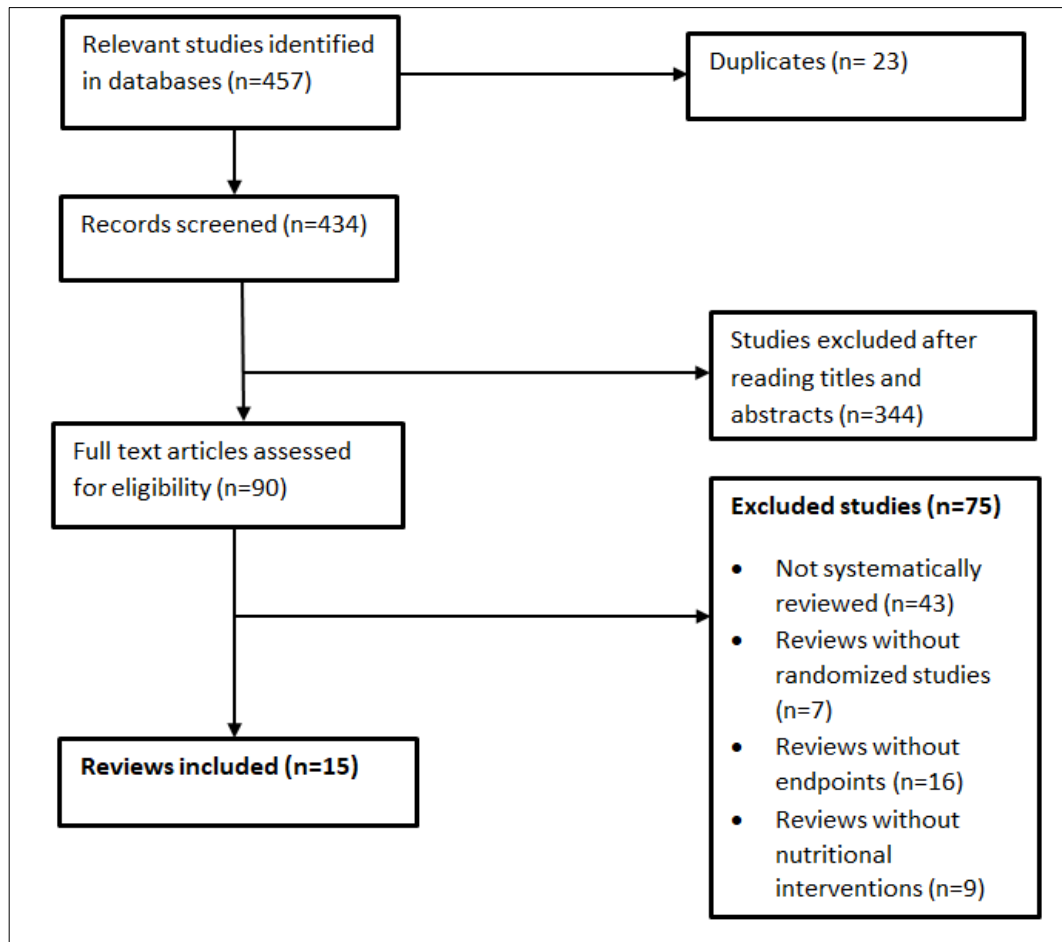 Relevant studies identified
in databases (n=457)
Duplicates (n= 23)
Records screened (n=434)
Studies excluded after
reading titles and
abstracts (n=344)
Full text articles assessed
for eligibility (n=90)
Excluded studies (n=75)
• Not systematically
reviewed (n=43)
• Reviews without
randomized studies
(n=7)
• Reviews without
endpoints (n=16)
• Reviews without
nutritional
interventions (n=9)
Reviews included (n=15)